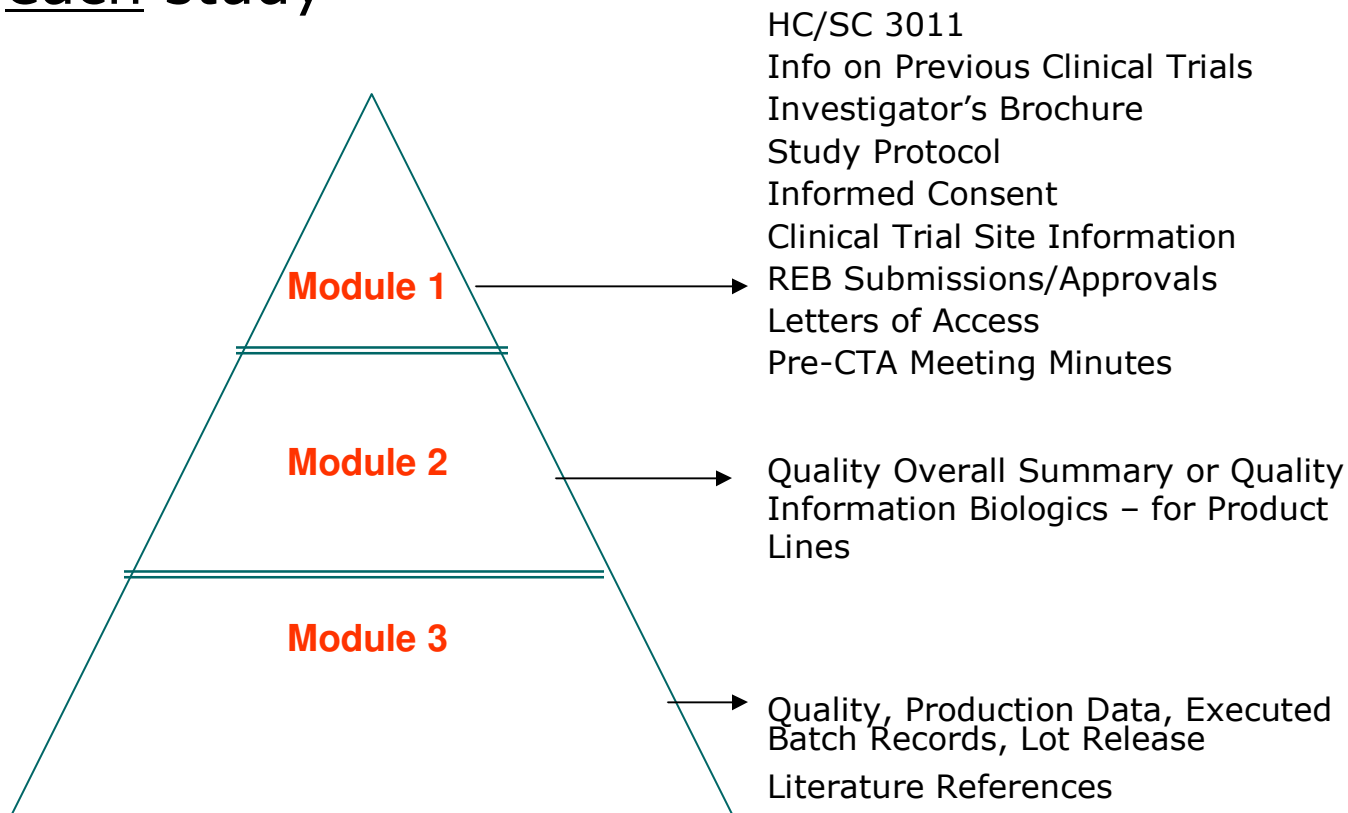 each study
HC/SC 3011
Info on Previous Clinical Trials
Investigator’s Brochure
Study Protocol
Informed Consent
Clinical Trial Site Information
Module 1
REB Submissions/Approvals
Letters of Access
Pre-CTA Meeting Minutes
Module 2
Quality Overall Summary or Quality
Information Biologics – for Product
Lines
Module 3
Quality, Production Data, Executed
Batch Records, Lot Release
Literature References